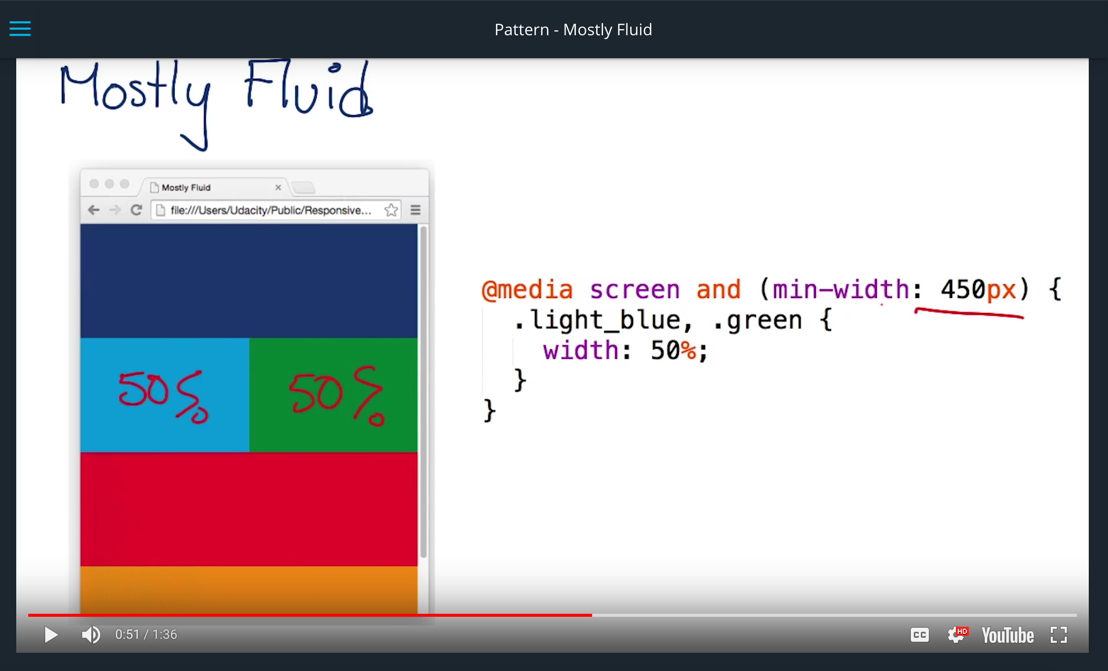 Pattern - Mostly Fluid
Mostly Fluid
Mostly Fluid
file:///Users/Udacity/Public/Responsive...
@media screen and (min-width: 450px) {
.light_blue, .green {
width: 50%;
}
}
50% 50%
0:51 / 1:36
CC
HD
YouTube